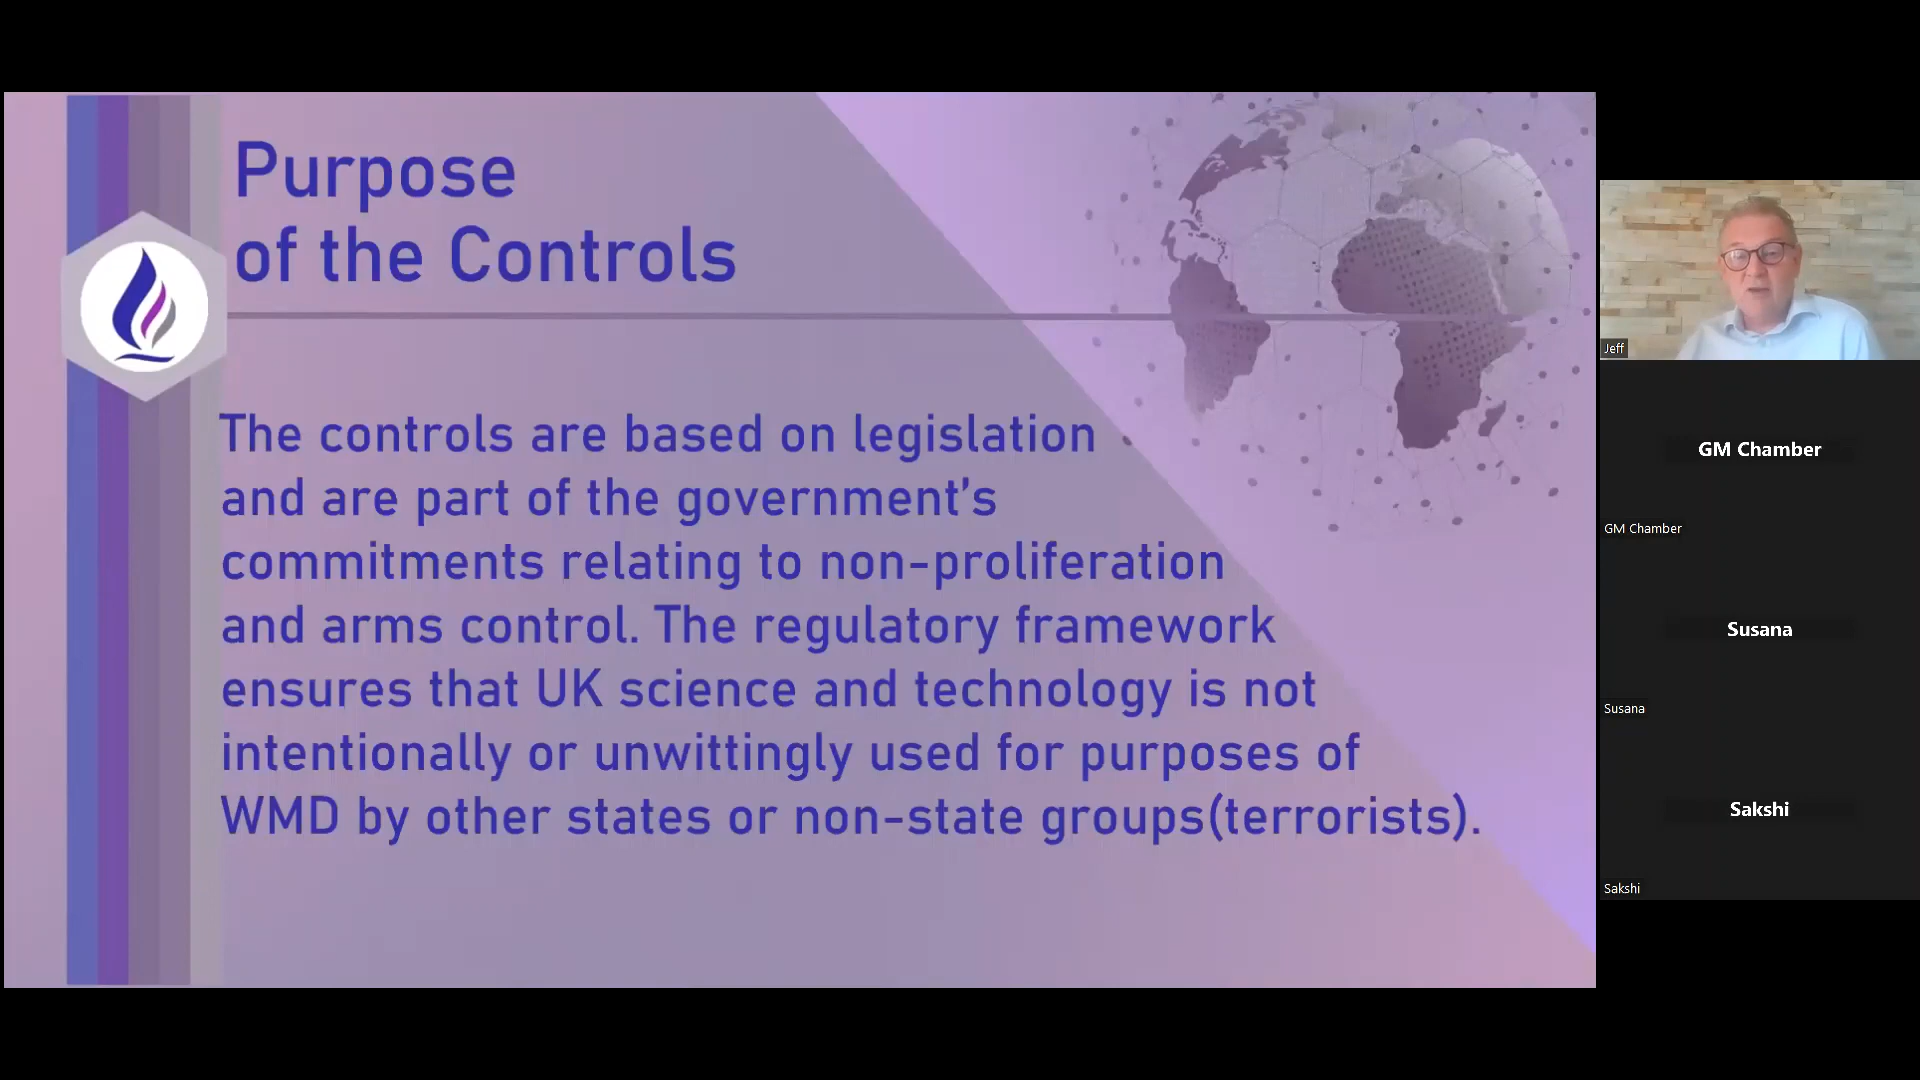 Purpose
of the Controls
The controls are based on legislation
and are part of the government’s
commitments relating to non-proliferation
and arms control. The regulatory framework
ensures that UK science and technology is not
intentionally or unwittingly used for purposes of
WMD by other states or non-state groups(terrorists).
Jeff
GM Chamber
GM Chamber
Susana
Susana
Sakshi
Sakshi